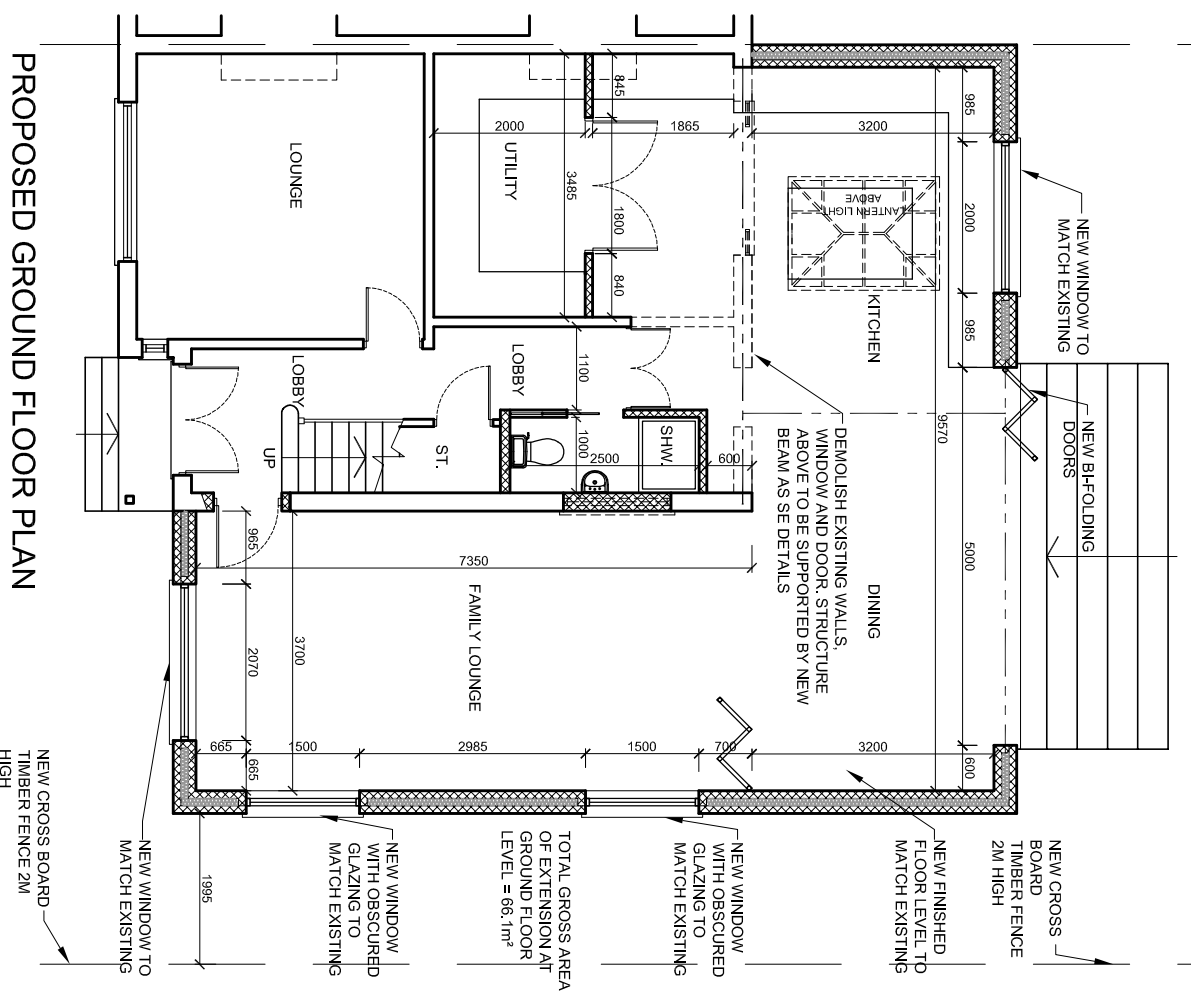 NEW WINDOW TO
MATCH EXISTING
NEW BI-FOLDING
DOORS
NEW CROSS
BOARD
TIMBER FENCE
2M HIGH
985
2000
985
5000
600
9570
NEW FINISHED
FLOOR LEVEL TO
MATCH EXISTING
3200
3200
LANTERN LIGHT
ABOVE
KITCHEN
DINING
DEMOLISH EXISTING WALLS,
WINDOW AND DOOR. STRUCTURE
ABOVE TO BE SUPPORTED BY NEW
BEAM AS SE DETAILS
600
700
NEW WINDOW
WITH OBSCURED
GLAZING TO
MATCH EXISTING
1865
SHW.
1500
845
1800
840
2500
1100
1000
3485
2000
UTILITY
LOBBY
ST.
7350
FAMILY LOUNGE
2985
TOTAL GROSS AREA
OF EXTENSION AT
GROUND FLOOR
LEVEL = 66.1m²
NEW WINDOW
WITH OBSCURED
GLAZING TO
MATCH EXISTING
LOUNGE
LOBBY
UP
3700
1500
965
2070
665
665
1995
NEW WINDOW TO
MATCH EXISTING
NEW CROSS BOARD
TIMBER FENCE 2M
HIGH
PROPOSED GROUND FLOOR PLAN